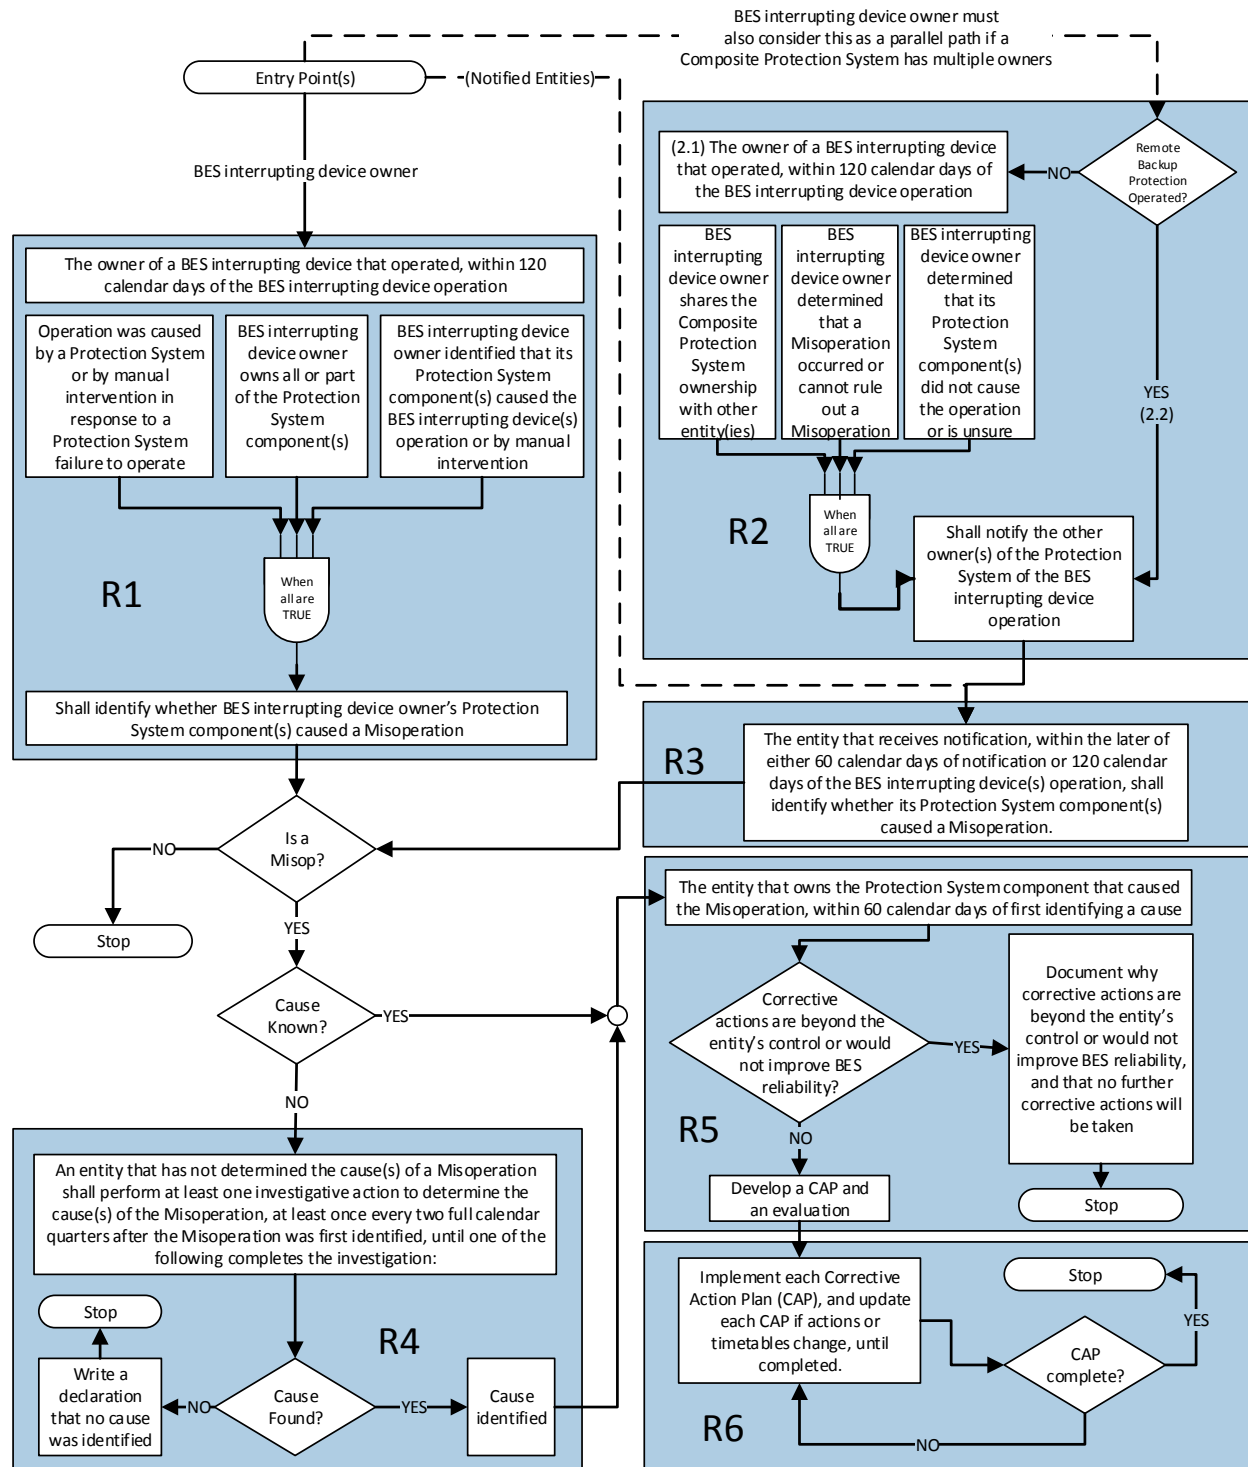 BES interrupting device owner must
also consider this as a parallel path if a
Composite Protection System has multiple owners
Entry Point(s)
(Notified Entities)
BES interrupting device owner
The owner of a BES interrupting device that operated, within 120
calendar days of the BES interrupting device operation
Operation was caused
by a Protection System
or by manual
intervention in
response to a
Protection System
failure to operate
BES interrupting
device owner
owns all or part
of the Protection
System
component(s)
BES interrupting device
owner identified that its
Protection System
component(s) caused the
BES interrupting device(s)
operation or by manual
intervention
When
all are
TRUE
R1
Shall identify whether BES interrupting device owner's Protection
System component(s) caused a Misoperation
(2.1) The owner of a BES interrupting device
that operated, within 120 calendar days of
the BES interrupting device operation
NO
Remote
Backup
Protection
Operated?
BES
interrupting
device owner
shares the
Composite
Protection
System
ownership
with other
entity(ies)
BES
interrupting
device owner
determined
that a
Misoperation
occurred or
cannot rule
out a
Misoperation
BES interrupting
device owner
determined
that its
Protection
System
component(s)
did not cause
the operation
or is unsure
YES
(2.2)
When
all are
TRUE
R2
Shall notify the other
owner(s) of the Protection
System of the BES
interrupting device
operation
R3
The entity that receives notification, within the later of
either 60 calendar days of notification or 120 calendar
days of the BES interrupting device(s) operation, shall
identify whether its Protection System component(s)
caused a Misoperation.
Is a
Misop?
NO
Stop
YES
Cause
Known?
YES
NO
The entity that owns the Protection System component that caused
the Misoperation, within 60 calendar days of first identifying a cause
Corrective
actions are beyond the
entity's control or would
not improve BES
reliability?
YES
Document why
corrective actions are
beyond the entity's
control or would not
improve BES reliability,
and that no further
corrective actions will
be taken
Stop
R5
NO
Develop a CAP and
an evaluation
An entity that has not determined the cause(s) of a Misoperation
shall perform at least one investigative action to determine the
cause(s) of the Misoperation, at least once every two full calendar
quarters after the Misoperation was first identified, until one of the
following completes the investigation:
Stop
R4
Write a
declaration
that no cause
was identified
NO
Cause
Found?
YES
Cause
identified
Implement each Corrective
Action Plan (CAP), and update
each CAP if actions or
timetables change, until
completed.
Stop
YES
CAP
complete?
R6
NO